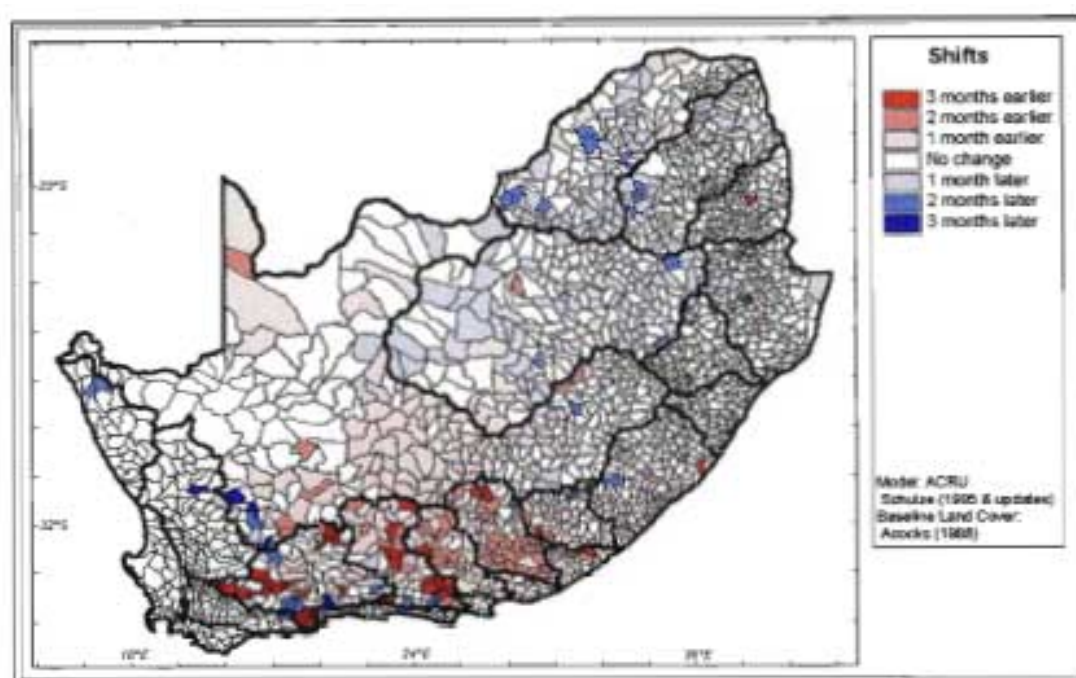 Shifts
3 months earlier
2 months earlier
1 month earlier
No change
1 month later
2 months later
3 months later
32°S
24°E
Model: ACRU
Schulze (1995 & updates)
Baseline Land Cover:
Acocks (1988)